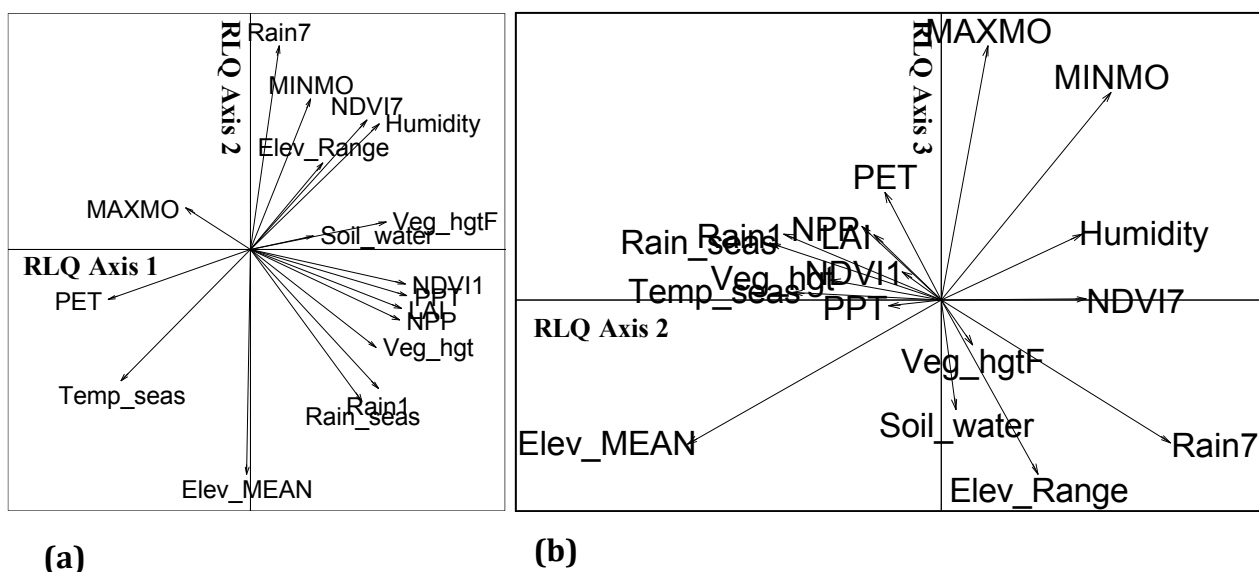 Rain7
RLQ Axis 2
MINMO
NDVI7
Humidity
Elev_Range
MAXMO
Veg_hgtF
Soil_water
RLQ Axis 1
NDVI1
PET
PPT
LAI
NPP
Veg_hgt
Temp_seas
Rain1
Rain_seas
Elev_MEAN
(a)
MAXMO
RLQ Axis 3
MINMO
PET
Rain1
NPP
LAI
Humidity
Rain_seas
Veg_hgt
NDVI1
Temp_seas
PPT
NDVI7
RLQ Axis 2
Veg_hgtF
Soil_water
Elev_MEAN
Rain7
Elev_Range
(b)